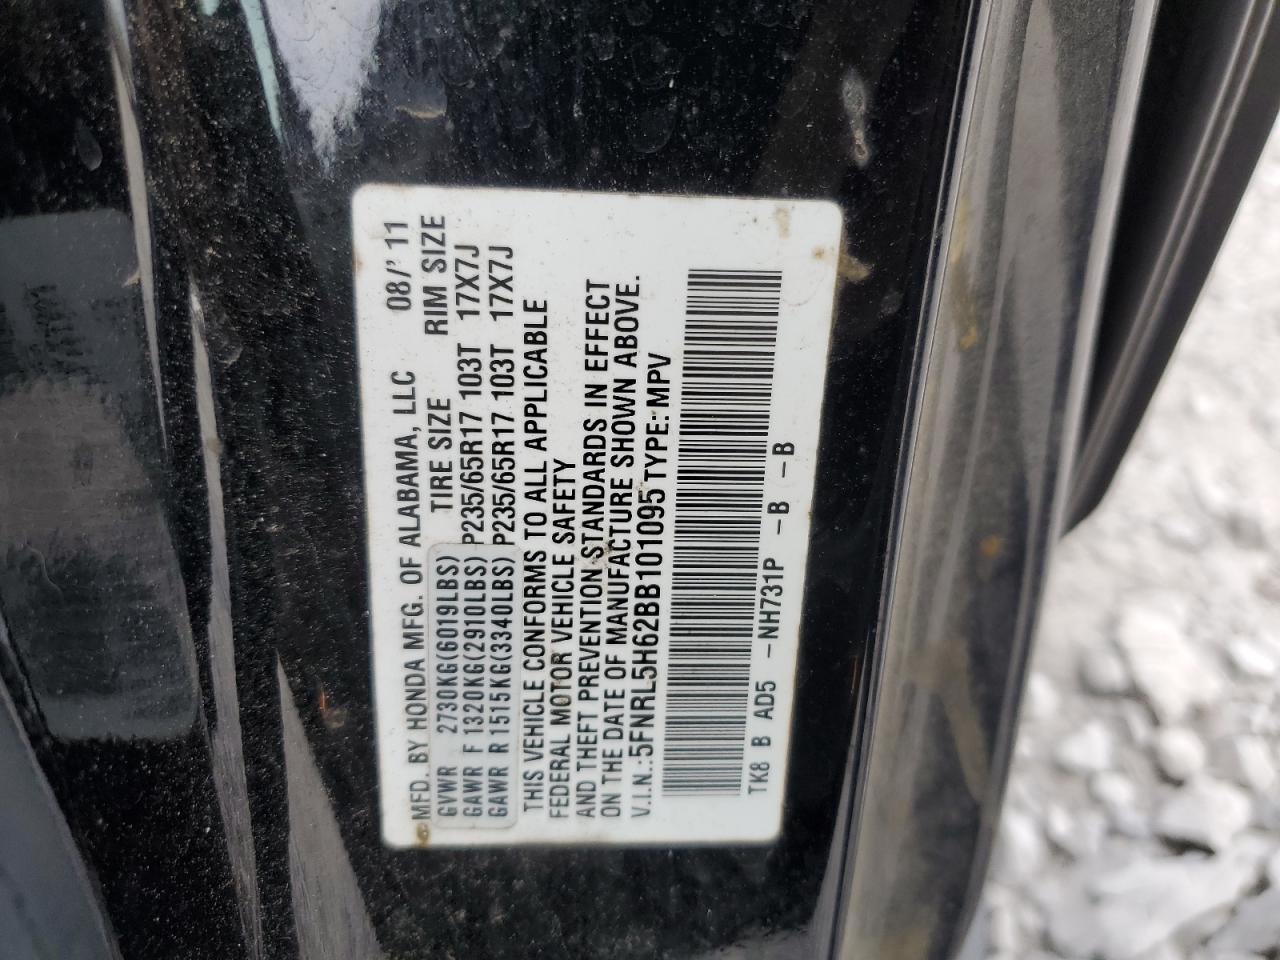 MFD. BY HONDA MFG. OF ALABAMA, LLC 08/'11
GVWR 2730KG(6019LBS) TIRE SIZE RIM SIZE
GAWR F 1320KG(2910LBS) P235/65R17 103T 17X7J
GAWR R 1515KG(3340LBS) P235/65R17 103T 17X7J
THIS VEHICLE CONFORMS TO ALL APPLICABLE
FEDERAL MOTOR VEHICLE SAFETY
AND THEFT PREVENTION STANDARDS IN EFFECT
ON THE DATE OF MANUFACTURE SHOWN ABOVE.
V.I.N.: 5FNRL5H62BB101095 TYPE: MPV
TK8 B AD5 -NH731P -B -B